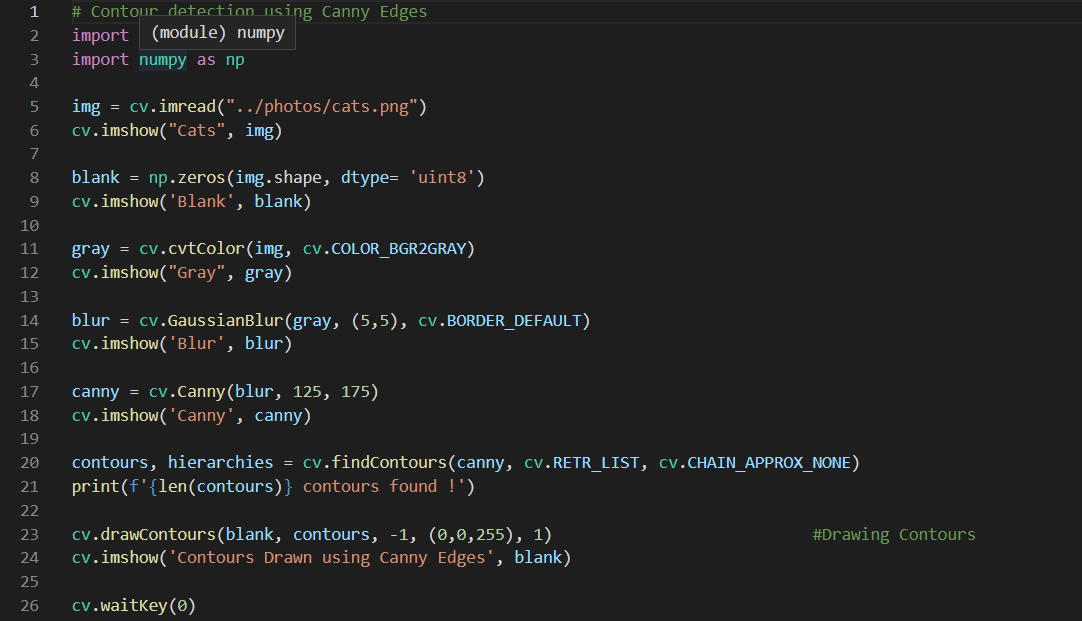 1 # Contour detection using Canny Edges
2 import
(module) numpy
3 import numpy as np
4
5 img = cv.imread("../photos/cats.png")
6 cv.imshow("Cats", img)
7
8 blank = np.zeros(img.shape, dtype= 'uint8')
9 cv.imshow('Blank', blank)
10
11 gray = cv.cvtColor(img, cv.COLOR_BGR2GRAY)
12 cv.imshow("Gray", gray)
13
14 blur = cv.GaussianBlur(gray, (5,5), cv.BORDER_DEFAULT)
15 cv.imshow('Blur', blur)
16
17 canny = cv.Canny(blur, 125, 175)
18 cv.imshow('Canny', canny)
19
20 contours, hierarchies = cv.findContours(canny, cv.RETR_LIST, cv.CHAIN_APPROX_NONE)
21 print(f'{len(contours)} contours found !')
22
23 cv.drawContours(blank, contours, -1, (0,0,255), 1) #Drawing Contours
24 cv.imshow('Contours Drawn using Canny Edges', blank)
25
26 cv.waitKey(0)